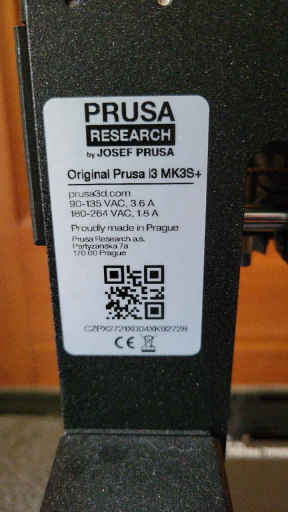 PRUSA
RESEARCH
by JOSEF PRUSA
Original Prusa i3 MK3S+
prusa3d.com
90-135 VAC, 3.6 A
180-264 VAC, 1.8 A
Proudly made in Prague
Prusa Research a.s.
Partyzánská 7a
170 00 Prague
CE